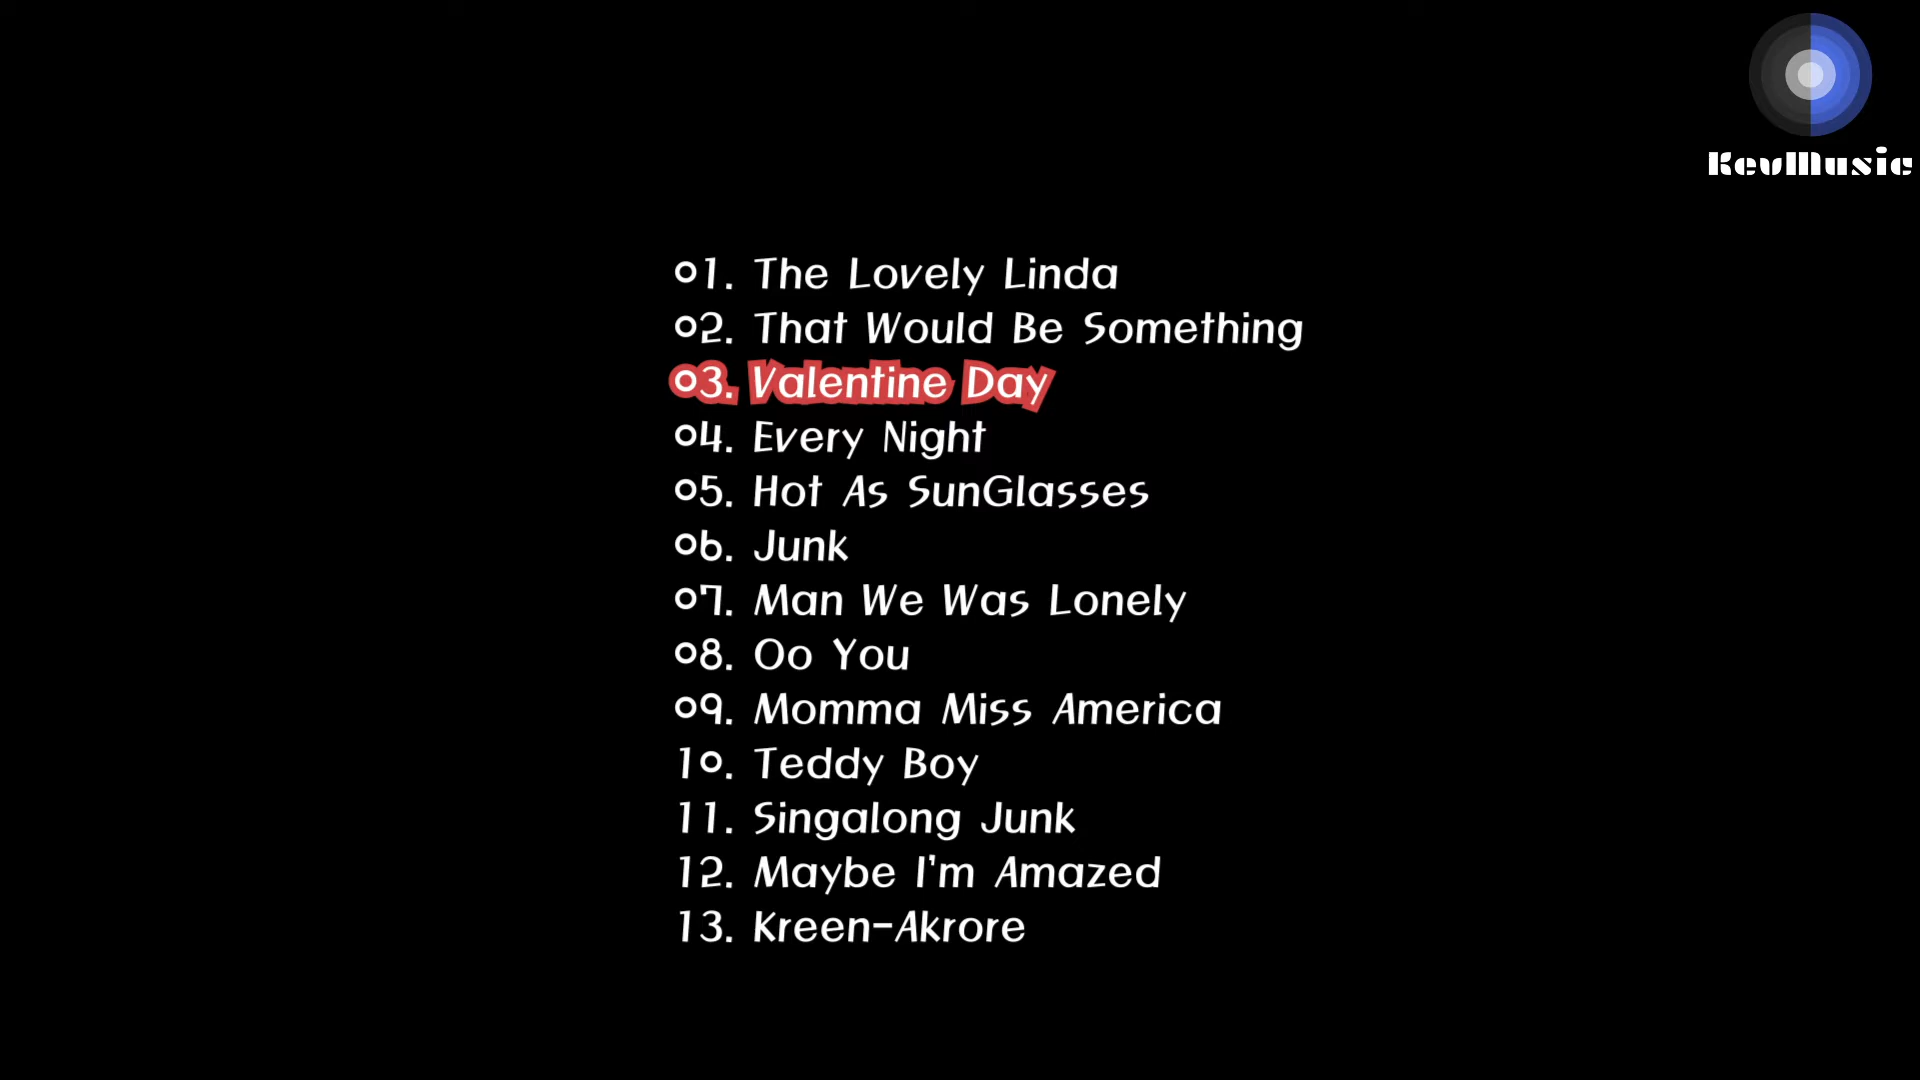 KevMusic
01. The Lovely Linda
02. That Would Be Something
03. Valentine Day
04. Every Night
05. Hot As SunGlasses
06. Junk
07. Man We Was Lonely
08. Oo You
09. Momma Miss America
10. Teddy Boy
11. Singalong Junk
12. Maybe I'm Amazed
13. Kreen-Akrore